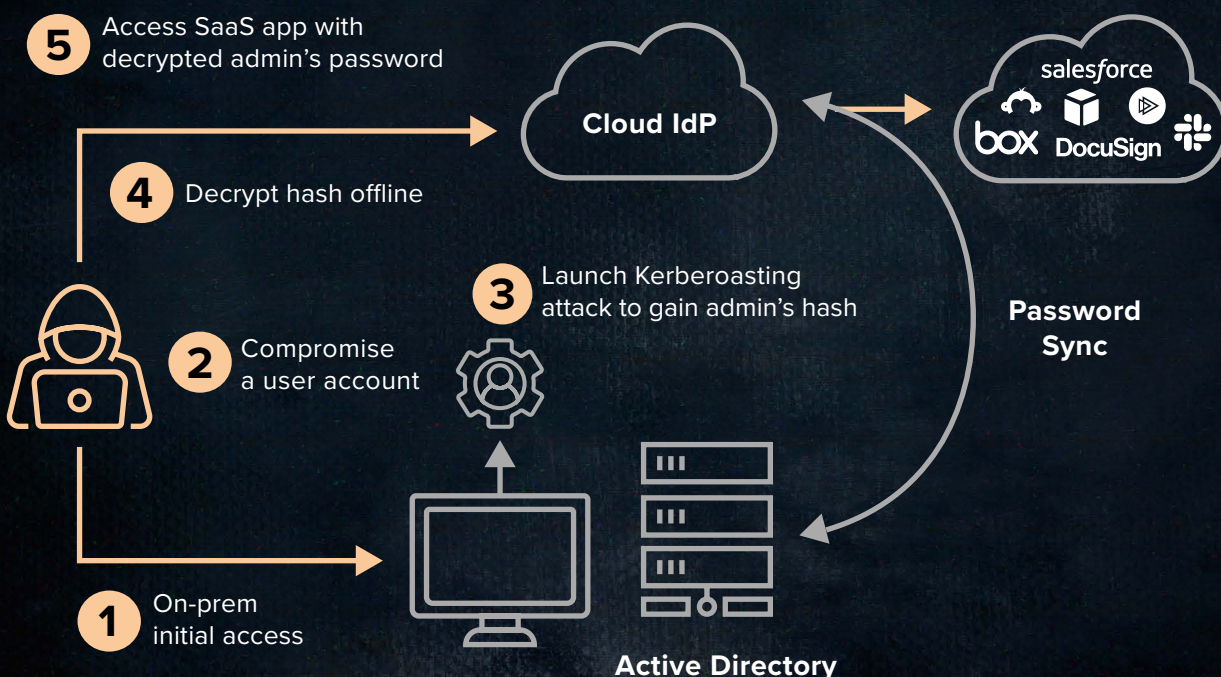 5
Access SaaS app with
decrypted admin's password
Cloud IdP
salesforce
box
DocuSign
4
Decrypt hash offline
3
Launch Kerberoasting
attack to gain admin's hash
Password
Sync
2
Compromise
a user account
1
On-prem
initial access
Active Directory